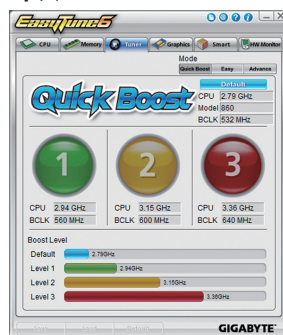 EasyTune6
CPU Memory Tuner Graphics Smart HW Monitor
Mode
Quick Boost Easy Advance
Quick Boost
Default
CPU 2.79 GHz
Model 860
BCLK 532 MHz
1 2 3
CPU 2.94 GHz CPU 3.15 GHz CPU 3.36 GHz
BCLK 560 MHz BCLK 600 MHz BCLK 640 MHz
Boost Level
Default 2.79GHz
Level 1 2.94GHz
Level 2 3.15GHz
Level 3 3.36GHz
GIGABYTE